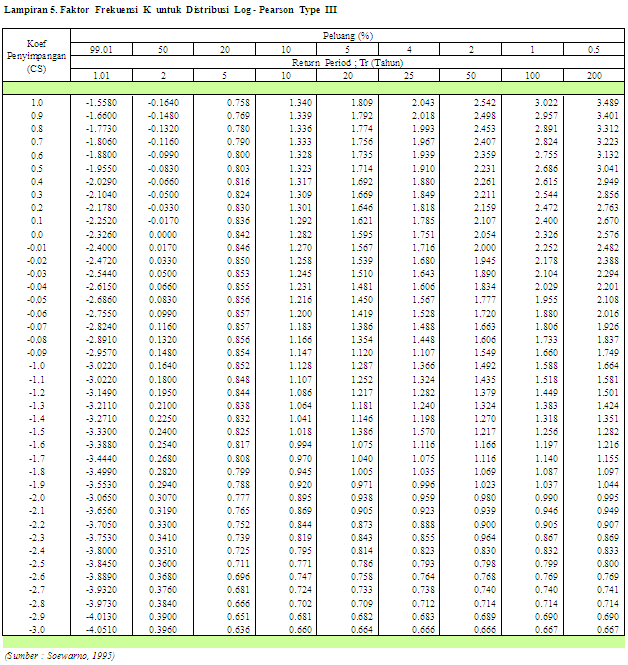 Lampiran 5. Faktor Frekuensi K untuk Distribusi Log - Pearson Type III
Koef Penyimpangan (CS) Peluang (%)
99.01 50 20 10 5 4 2 1 0.5
Return Period ; Tr (Tahun)
1.01 2 5 10 20 25 50 100 200
1.0 -1.5580 -0.1640 0.758 1.340 1.809 2.043 2.542 3.022 3.489
0.9 -1.6600 -0.1480 0.769 1.339 1.792 2.018 2.498 2.957 3.401
0.8 -1.7730 -0.1320 0.780 1.336 1.774 1.993 2.453 2.891 3.312
0.7 -1.8060 -0.1160 0.790 1.333 1.756 1.967 2.407 2.824 3.223
0.6 -1.8800 -0.0990 0.800 1.328 1.735 1.939 2.359 2.755 3.132
0.5 -1.9550 -0.0830 0.803 1.323 1.714 1.910 2.231 2.686 3.041
0.4 -2.0290 -0.0660 0.816 1.317 1.692 1.880 2.261 2.615 2.949
0.3 -2.1040 -0.0500 0.824 1.309 1.669 1.849 2.211 2.544 2.856
0.2 -2.1780 -0.0330 0.830 1.301 1.646 1.818 2.159 2.472 2.763
0.1 -2.2520 -0.0170 0.836 1.292 1.621 1.785 2.107 2.400 2.670
0.0 -2.3260 0.0000 0.842 1.282 1.595 1.751 2.054 2.326 2.576
-0.01 -2.4000 0.0170 0.846 1.270 1.567 1.716 2.000 2.252 2.482
-0.02 -2.4720 0.0330 0.850 1.258 1.539 1.680 1.945 2.178 2.388
-0.03 -2.5440 0.0500 0.853 1.245 1.510 1.643 1.890 2.104 2.294
-0.04 -2.6150 0.0660 0.855 1.231 1.481 1.606 1.834 2.029 2.201
-0.05 -2.6860 0.0830 0.856 1.216 1.450 1.567 1.777 1.955 2.108
-0.06 -2.7550 0.0990 0.857 1.200 1.419 1.528 1.720 1.880 2.016
-0.07 -2.8240 0.1160 0.857 1.183 1.386 1.488 1.663 1.806 1.926
-0.08 -2.8910 0.1320 0.856 1.166 1.354 1.448 1.606 1.733 1.837
-0.09 -2.9570 0.1480 0.854 1.147 1.120 1.107 1.549 1.660 1.749
-1.0 -3.0220 0.1640 0.852 1.128 1.287 1.366 1.492 1.588 1.664
-1.1 -3.0220 0.1800 0.848 1.107 1.252 1.324 1.435 1.518 1.581
-1.2 -3.1490 0.1950 0.844 1.086 1.217 1.282 1.379 1.449 1.501
-1.3 -3.2110 0.2100 0.838 1.064 1.181 1.240 1.324 1.383 1.424
-1.4 -3.2710 0.2250 0.832 1.041 1.146 1.198 1.270 1.318 1.351
-1.5 -3.3300 0.2400 0.825 1.018 1.386 1.570 1.217 1.256 1.282
-1.6 -3.3880 0.2540 0.817 0.994 1.075 1.116 1.166 1.197 1.216
-1.7 -3.4440 0.2680 0.808 0.970 1.040 1.075 1.116 1.140 1.155
-1.8 -3.4990 0.2820 0.799 0.945 1.005 1.035 1.069 1.087 1.097
-1.9 -3.5530 0.2940 0.788 0.920 0.971 0.996 1.023 1.037 1.044
-2.0 -3.0650 0.3070 0.777 0.895 0.938 0.959 0.980 0.990 0.995
-2.1 -3.6560 0.3190 0.765 0.869 0.905 0.923 0.939 0.946 0.949
-2.2 -3.7050 0.3300 0.752 0.844 0.873 0.888 0.900 0.905 0.907
-2.3 -3.7530 0.3410 0.739 0.819 0.843 0.855 0.964 0.867 0.869
-2.4 -3.8000 0.3510 0.725 0.795 0.814 0.823 0.830 0.832 0.833
-2.5 -3.8450 0.3600 0.711 0.771 0.786 0.793 0.798 0.799 0.800
-2.6 -3.8890 0.3680 0.696 0.747 0.758 0.764 0.768 0.769 0.769
-2.7 -3.9320 0.3760 0.681 0.724 0.733 0.738 0.740 0.740 0.741
-2.8 -3.9730 0.3840 0.666 0.702 0.709 0.712 0.714 0.714 0.714
-2.9 -4.0130 0.3900 0.651 0.681 0.682 0.683 0.689 0.690 0.690
-3.0 -4.0510 0.3960 0.636 0.660 0.664 0.666 0.666 0.667 0.667
(Sumber : Soewarno, 1995)